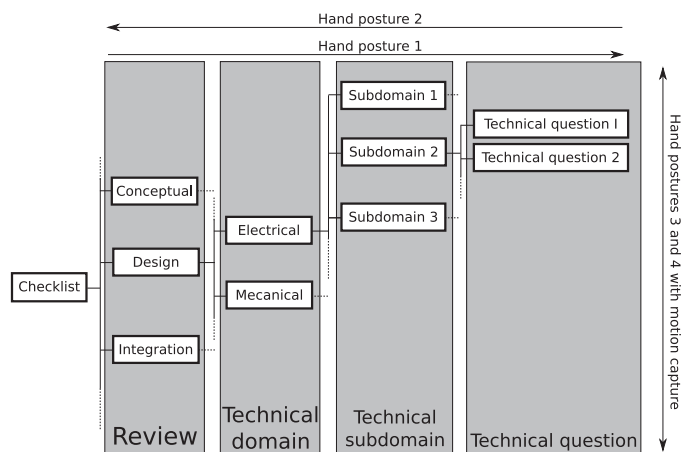 Hand posture 2
Hand posture 1
Subdomain 1
Technical question I
Subdomain 2
Technical question 2
Conceptual
Subdomain 3
Electrical
Design
Checklist
Mecanical
Integration
Review
Technical
domain
Technical
subdomain
Technical question
Hand postures 3 and 4 with motion capture